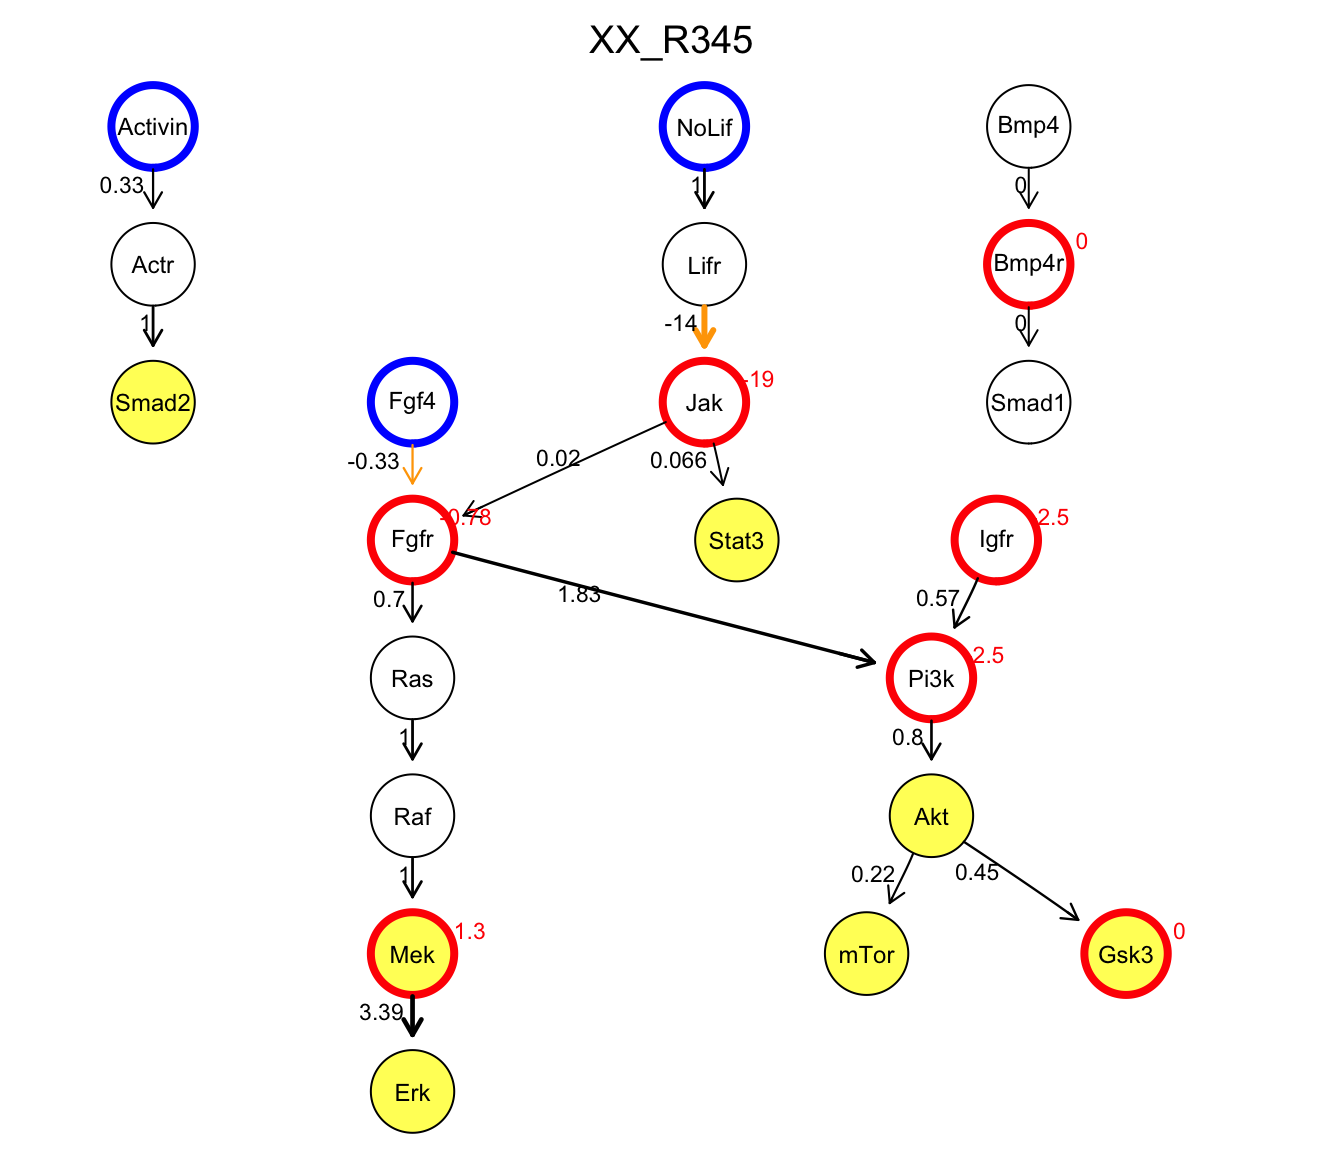 XX_R345
Activin
NoLif
Bmp4
0.33
1
0
Actr
Lifr
Bmp4r
0
1
-14
0
Smad2
Fgf4
Jak
-19
Smad1
-0.33
0.02
0.066
Fgfr
-0.78
Stat3
Igfr
2.5
0.7
1.83
0.57
Ras
Pi3k
2.5
1
0.8
Raf
Akt
1
0.22
0.45
Mek
1.3
mTor
Gsk3
0
3.39
Erk